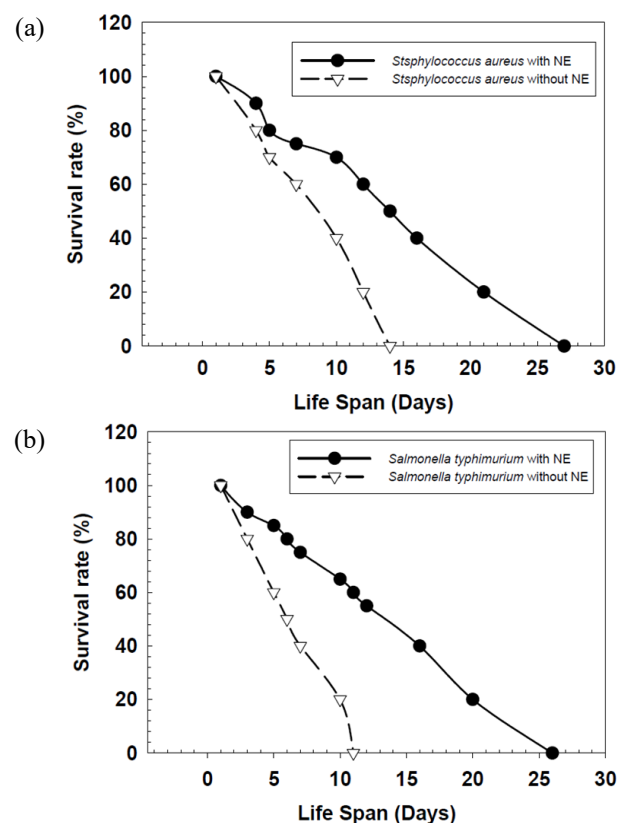 (a)
120
100
80
60
40
20
0
Survival rate (%)
Stsphylococcus aureus with NE
Stsphylococcus aureus without NE
0 5 10 15 20 25 30
Life Span (Days)
(b)
120
100
80
60
40
20
0
Survival rate (%)
Salmonella typhimurium with NE
Salmonella typhimurium without NE
0 5 10 15 20 25 30
Life Span (Days)